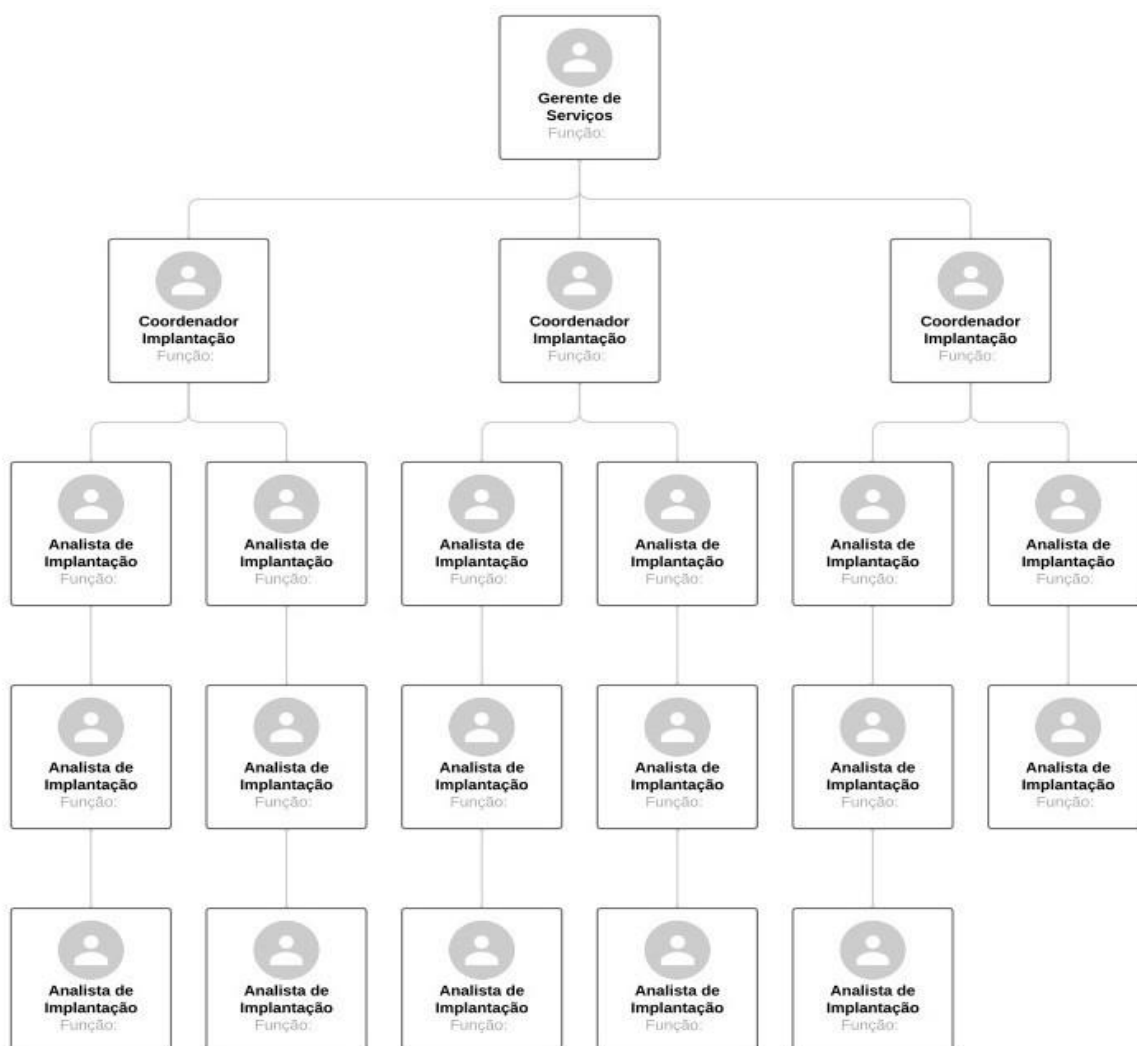 Gerente de
Serviços
Função:
Coordenador
Implantação
Função:
Coordenador
Implantação
Função:
Coordenador
Implantação
Função:
Analista de
Implantação
Função:
Analista de
Implantação
Função:
Analista de
Implantação
Função:
Analista de
Implantação
Função:
Analista de
Implantação
Função:
Analista de
Implantação
Função:
Analista de
Implantação
Função:
Analista de
Implantação
Função:
Analista de
Implantação
Função:
Analista de
Implantação
Função:
Analista de
Implantação
Função:
Analista de
Implantação
Função:
Analista de
Implantação
Função:
Analista de
Implantação
Função:
Analista de
Implantação
Função:
Analista de
Implantação
Função:
Analista de
Implantação
Função: